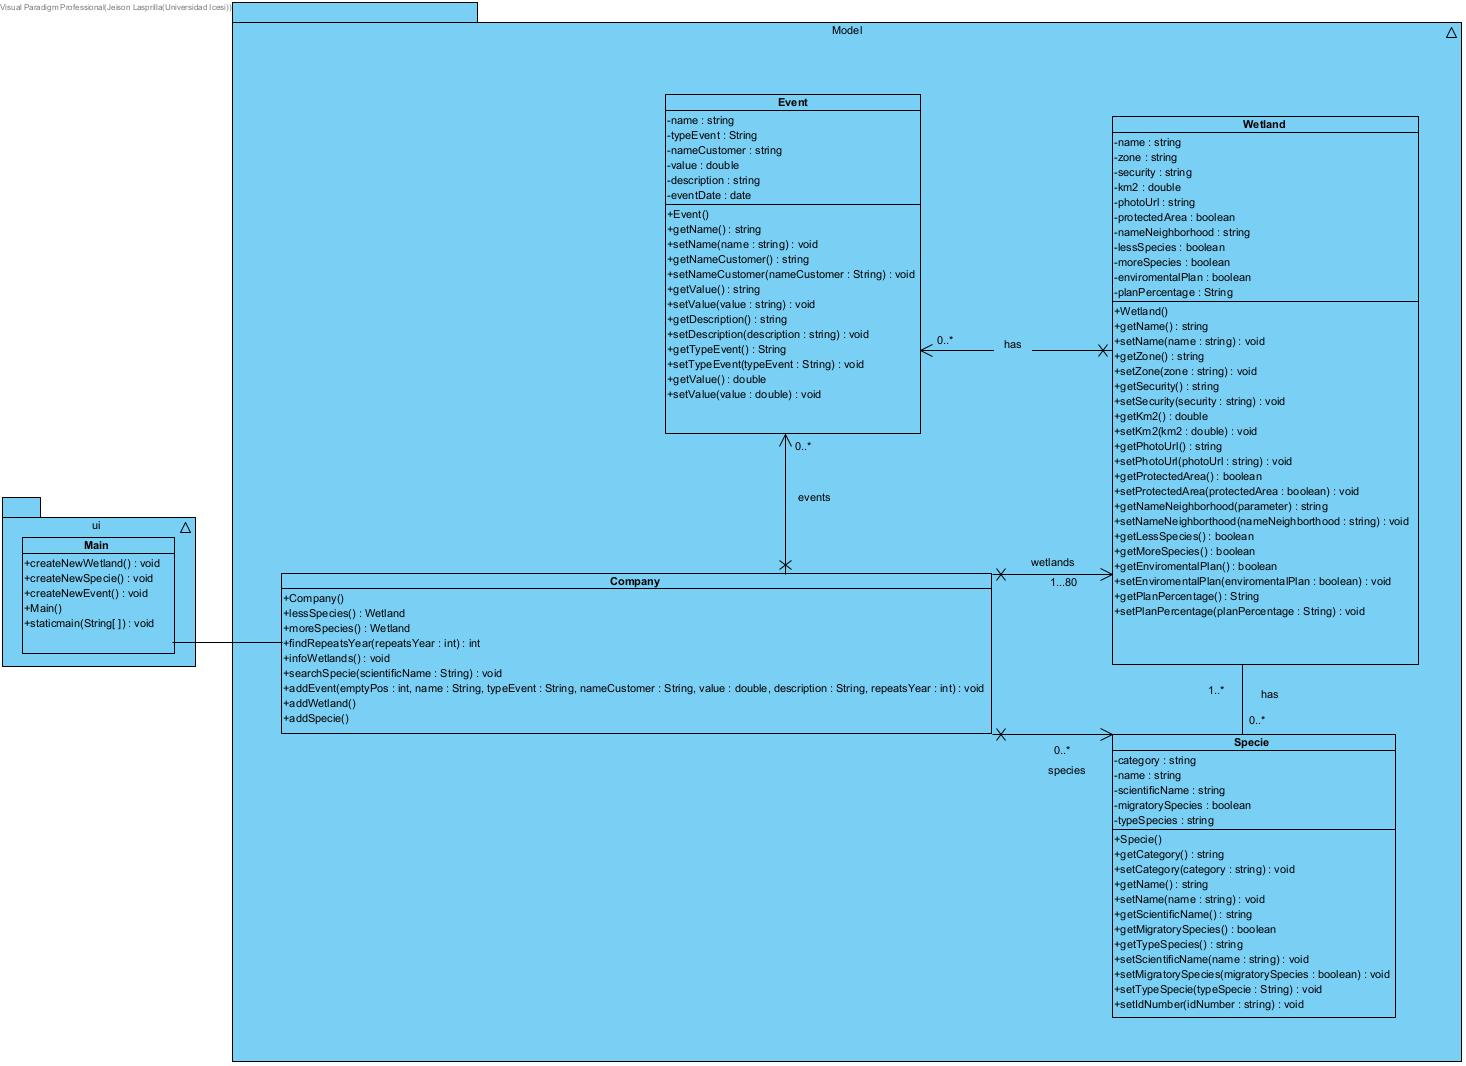 Visual Paradigm Professional(Jeison Lasprilla(Universidad Icesi))
Model
Event
-name : string
-typeEvent : String
-nameCustomer : string
-value : double
-description : string
-eventDate : date
+Event()
+getName() : string
+setName(name : string) : void
+getNameCustomer() : string
+setNameCustomer(nameCustomer : String) : void
+getValue() : string
+setValue(value : string) : void
+getDescription() : string
+setDescription(description : string) : void
+getTypeEvent() : String
+setTypeEvent(typeEvent : String) : void
+getValue() : double
+setValue(value : double) : void
Wetland
-name : string
-zone : string
-security : string
-km2 : double
-photoUrl : string
-protectedArea : boolean
-nameNeighborhood : string
-lessSpecies : boolean
-moreSpecies : boolean
-enviromentalPlan : boolean
-planPercentage : String
+Wetland()
+getName() : string
+setName(name : string) : void
+getZone() : string
+setZone(zone : string) : void
+getSecurity() : string
+setSecurity(security : string) : void
+getKm2() : double
+setKm2(km2 : double) : void
+getPhotoUrl() : string
+setPhotoUrl(photoUrl : string) : void
+getProtectedArea() : boolean
+setProtectedArea(protectedArea : boolean) : void
+getNameNeighborhood(parameter) : string
+setNameNeighborthood(nameNeighborthood : string) : void
+getLessSpecies() : boolean
+getMoreSpecies() : boolean
+getEnviromentalPlan() : boolean
+setEnviromentalPlan(enviromentalPlan : boolean) : void
+getPlanPercentage() : String
+setPlanPercentage(planPercentage : String) : void
0..*
has
0..*
events
ui
Main
+createNewWetland() : void
+createNewSpecie() : void
+createNewEvent() : void
+Main()
+staticmain(String[ ]) : void
Company
+Company()
+lessSpecies() : Wetland
+moreSpecies() : Wetland
+findRepeatsYear(repeatsYear : int) : int
+infoWetlands() : void
+searchSpecie(scientificName : String) : void
+addEvent(emptyPos : int, name : String, typeEvent : String, nameCustomer : String, value : double, description : String, repeatsYear : int) : void
+addWetland()
+addSpecie()
wetlands
1...80
1..*
has
0..*
0..*
species
Specie
-category : string
-name : string
-scientificName : string
-migratorySpecies : boolean
-typeSpecies : string
+Specie()
+getCategory() : string
+setCategory(category : string) : void
+getName() : string
+setName(name : string) : void
+getScientificName() : string
+getMigratorySpecies() : boolean
+getTypeSpecies() : string
+setScientificName(name : string) : void
+setMigratorySpecies(migratorySpecies : boolean) : void
+setTypeSpecie(typeSpecie : String) : void
+setIdNumber(idNumber : string) : void